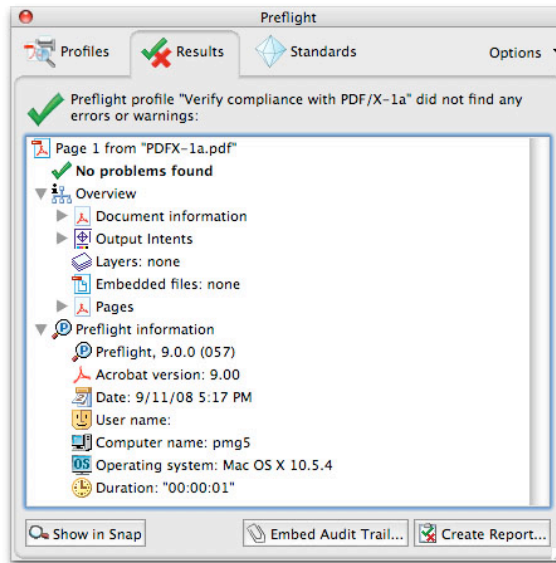 Preflight
Profiles
Results
Standards
Options
Preflight profile "Verify compliance with PDF/X-1a" did not find any
errors or warnings:
Page 1 from "PDFX-1a.pdf"
No problems found
Overview
Document information
Output Intents
Layers: none
Embedded files: none
Pages
Preflight information
Preflight, 9.0.0 (057)
Acrobat version: 9.00
Date: 9/11/08 5:17 PM
User name:
Computer name: pmg5
OS Operating system: Mac OS X 10.5.4
Duration: "00:00:01"
Show in Snap
Embed Audit Trail...
Create Report...